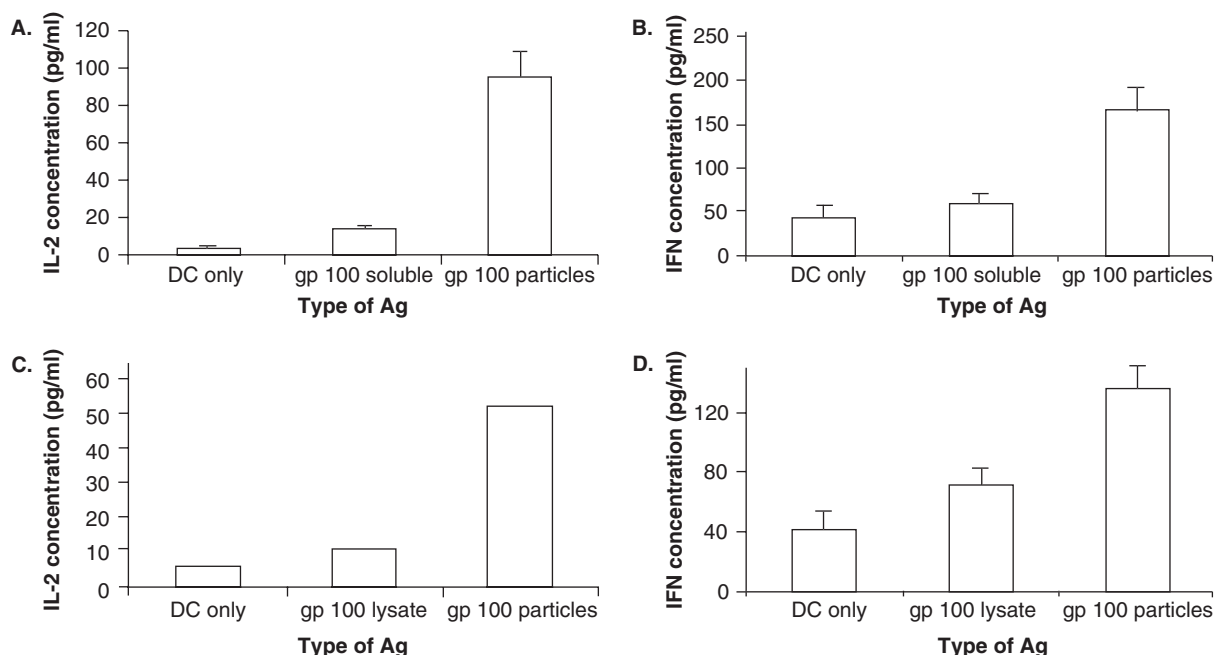 A.
IL-2 concentration (pg/ml)
120
100
80
60
40
20
0
DC only gp 100 soluble gp 100 particles
Type of Ag
B.
IFN concentration (pg/ml)
250
200
150
100
50
0
DC only gp 100 soluble gp 100 particles
Type of Ag
C.
IL-2 concentration (pg/ml)
60
50
40
30
20
10
0
DC only gp 100 lysate gp 100 particles
Type of Ag
D.
IFN concentration (pg/ml)
120
80
40
0
DC only gp 100 lysate gp 100 particles
Type of Ag